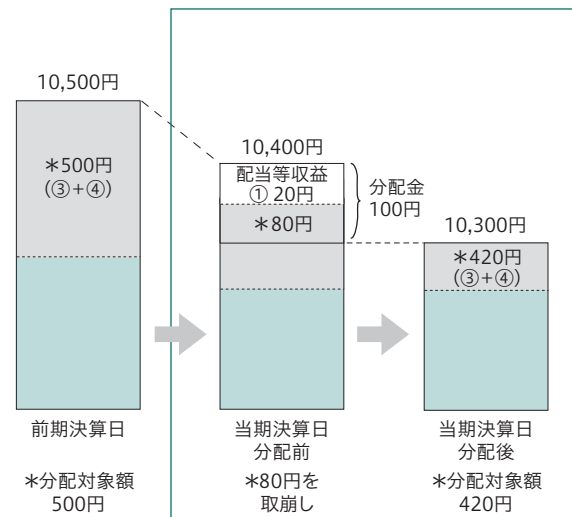 10,500円
＊500円
（③＋④）
前期決算日
＊分配対象額
500円
10,400円
配当等収益
① 20円
＊80円
分配金
100円
当期決算日
分配前
＊80円を
取崩し
10,300円
＊420円
（③＋④）
当期決算日
分配後
＊分配対象額
420円